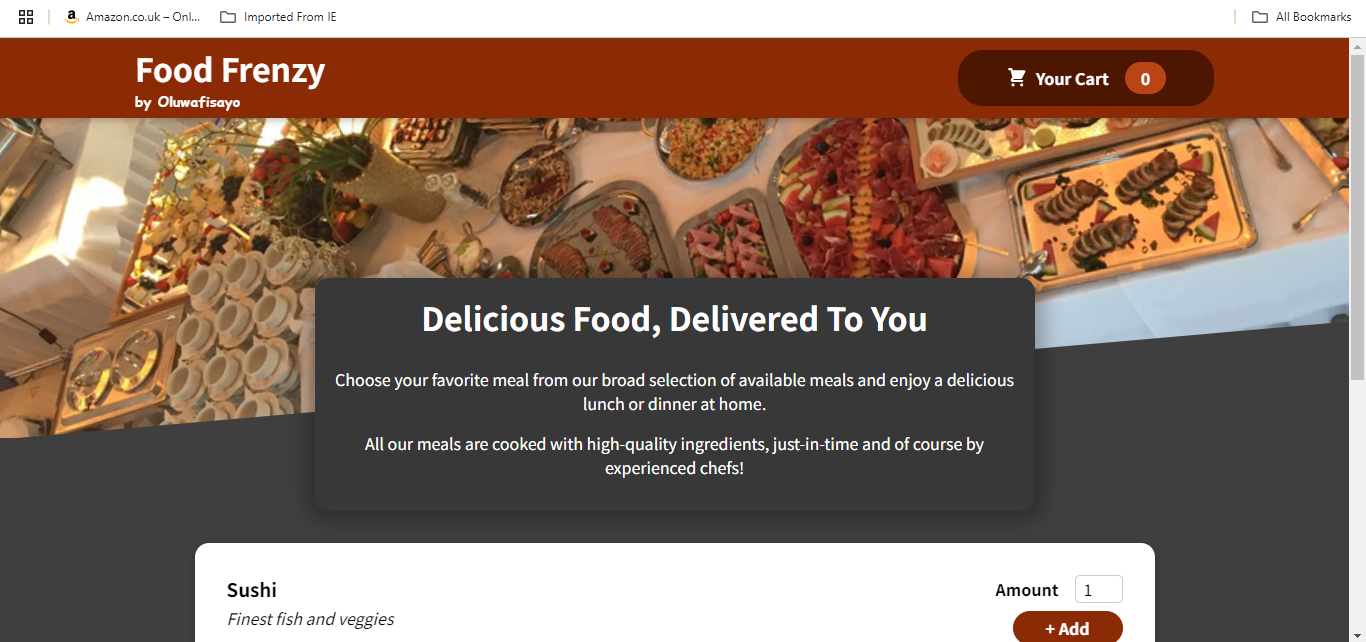 Amazon.co.uk – Onl...
Imported From IE
All Bookmarks
Food Frenzy
by Oluwafisayo
Your Cart 0
Delicious Food, Delivered To You
Choose your favorite meal from our broad selection of available meals and enjoy a delicious
lunch or dinner at home.
All our meals are cooked with high-quality ingredients, just-in-time and of course by
experienced chefs!
Sushi
Finest fish and veggies
Amount 1
+ Add